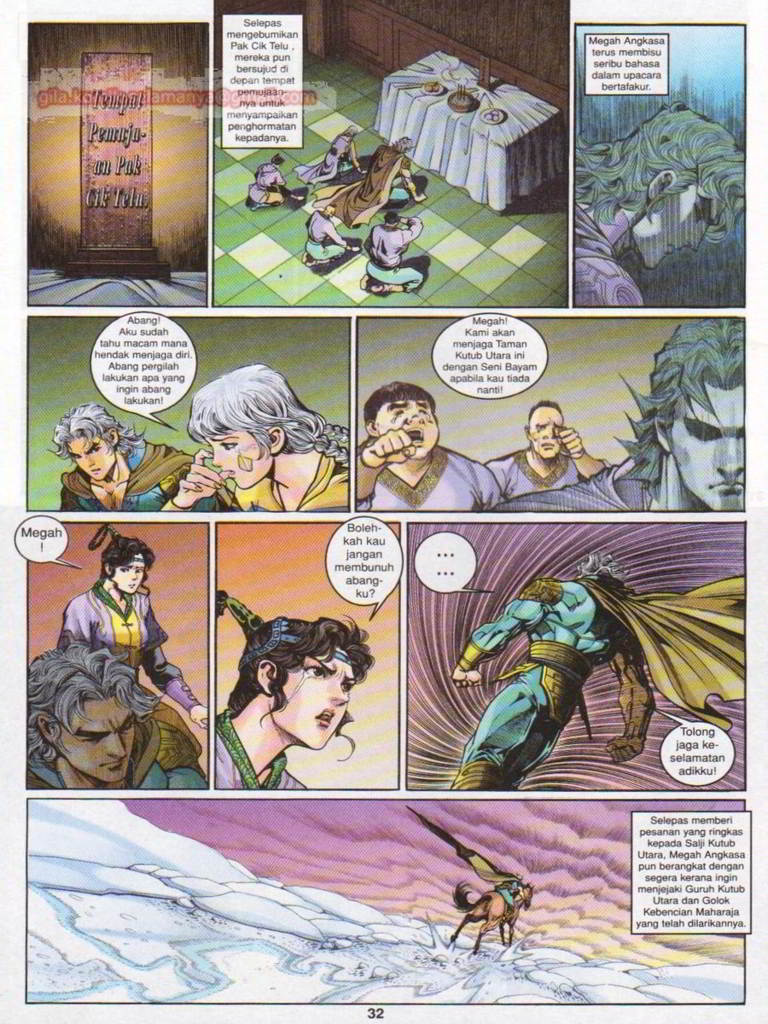 Tempat
Pemuja-
an Pak
Cik Telu.
Selepas
mengebumikan
Pak Cik Telu ,
mereka pun
bersujud di
depan tempat
pemujaan-
nya untuk
menyampaikan
penghormatan
kepadanya.
Megah Angkasa
terus membisu
seribu bahasa
dalam upacara
bertafakur.
Abang!
Aku sudah
tahu macam mana
hendak menjaga diri.
Abang pergilah
lakukan apa yang
ingin abang
lakukan!
Megah!
Kami akan
menjaga Taman
Kutub Utara ini
dengan Seni Bayam
apabila kau tiada
nanti!
Megah
!
Boleh-
kah kau
jangan
membunuh
abang-
ku?
...
...
Tolong
jaga ke-
selamatan
adikku!
Selepas memberi
pesanan yang ringkas
kepada Salji Kutub
Utara, Megah Angkasa
pun berangkat dengan
segera kerana ingin
menjejaki Guruh Kutub
Utara dan Golok
Kebencian Maharaja
yang telah dilarikannya.
32